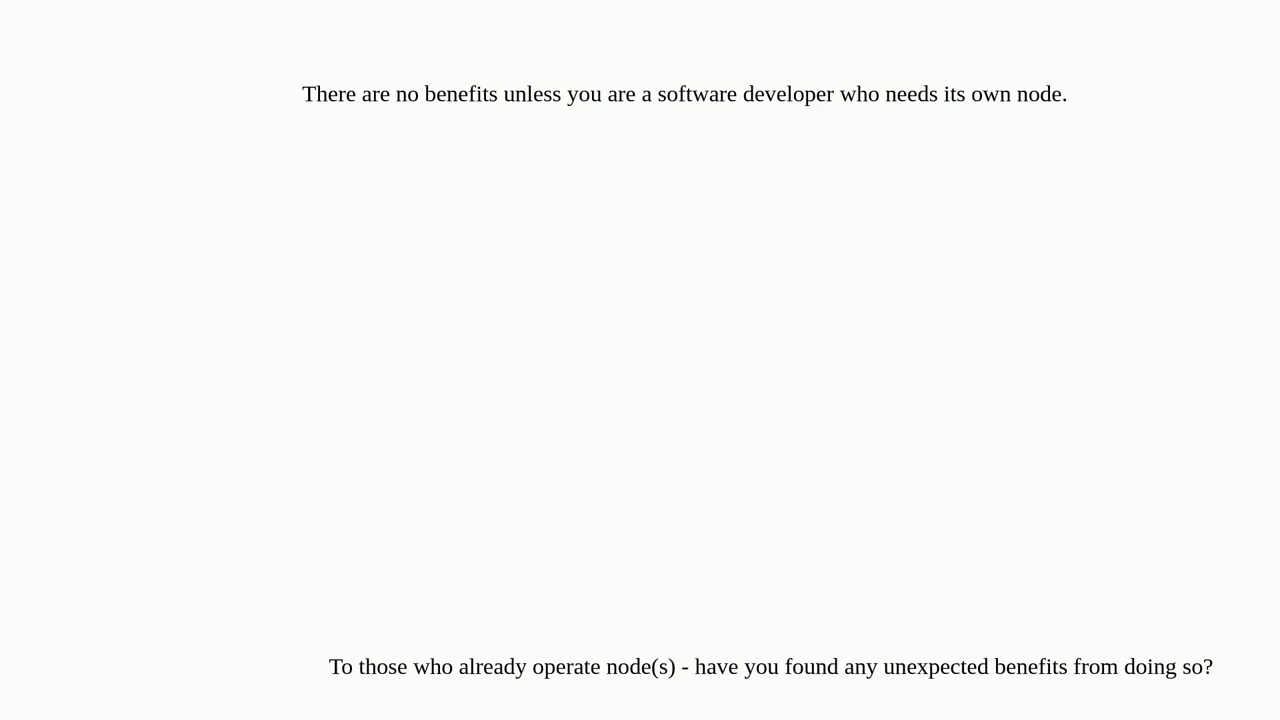 There are no benefits unless you are a software developer who needs its own node.
To those who already operate node(s) - have you found any unexpected benefits from doing so?